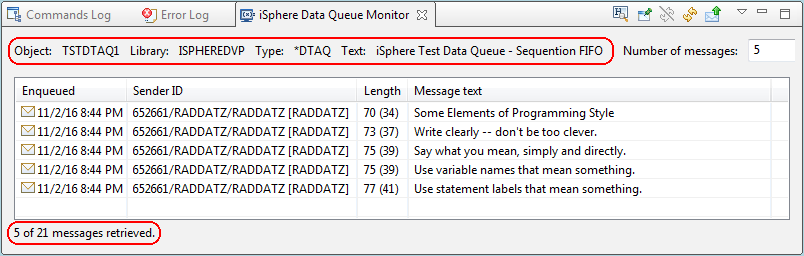 Commands Log Error Log iSphere Data Queue Monitor
Object: TSTDTAQ1 Library: ISPHEREDVP Type: *DTAQ Text: iSphere Test Data Queue - Sequention FIFO Number of messages: 5
Enqueued Sender ID Length Message text
11/2/16 8:44 PM 652661/RADDATZ/RADDATZ [RADDATZ] 70 (34) Some Elements of Programming Style
11/2/16 8:44 PM 652661/RADDATZ/RADDATZ [RADDATZ] 73 (37) Write clearly -- don't be too clever.
11/2/16 8:44 PM 652661/RADDATZ/RADDATZ [RADDATZ] 75 (39) Say what you mean, simply and directly.
11/2/16 8:44 PM 652661/RADDATZ/RADDATZ [RADDATZ] 75 (39) Use variable names that mean something.
11/2/16 8:44 PM 652661/RADDATZ/RADDATZ [RADDATZ] 77 (41) Use statement labels that mean something.
5 of 21 messages retrieved.